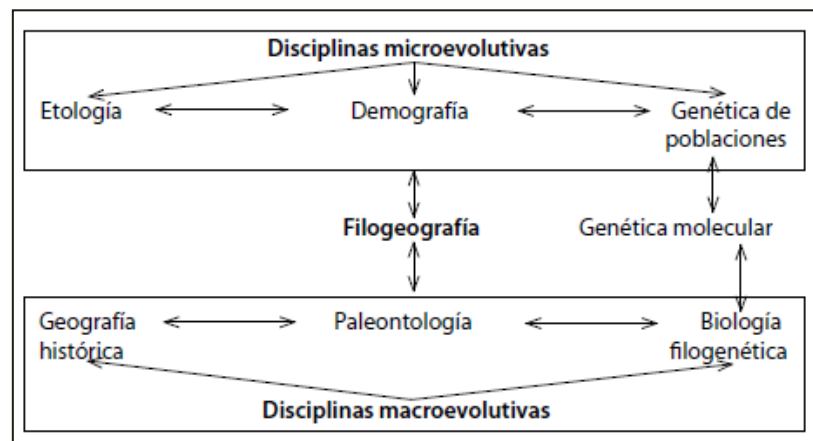 Disciplinas microevolutivas
Etología
Demografía
Genética de
poblaciones
Filogeografía
Genética molecular
Geografía
histórica
Paleontología
Biología
filogenética
Disciplinas macroevolutivas